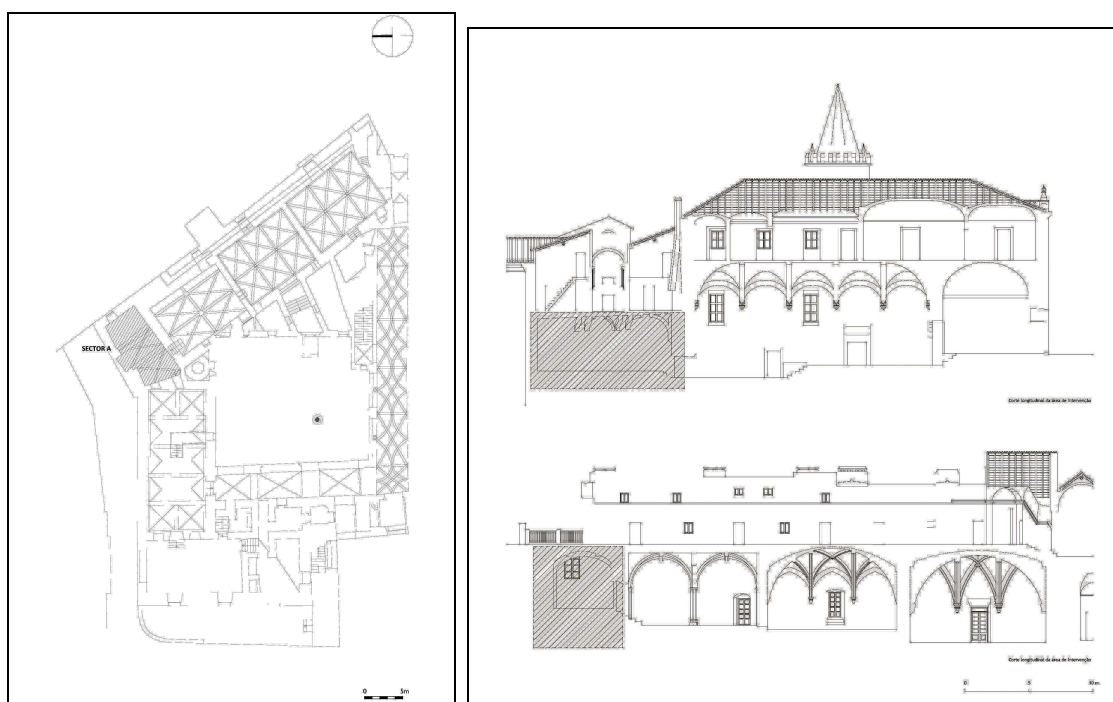 SECTOR A
0 5m
Corte longitudinal da área de Intervenção
Corte longitudinal da área de Intervenção
0 5 10 m